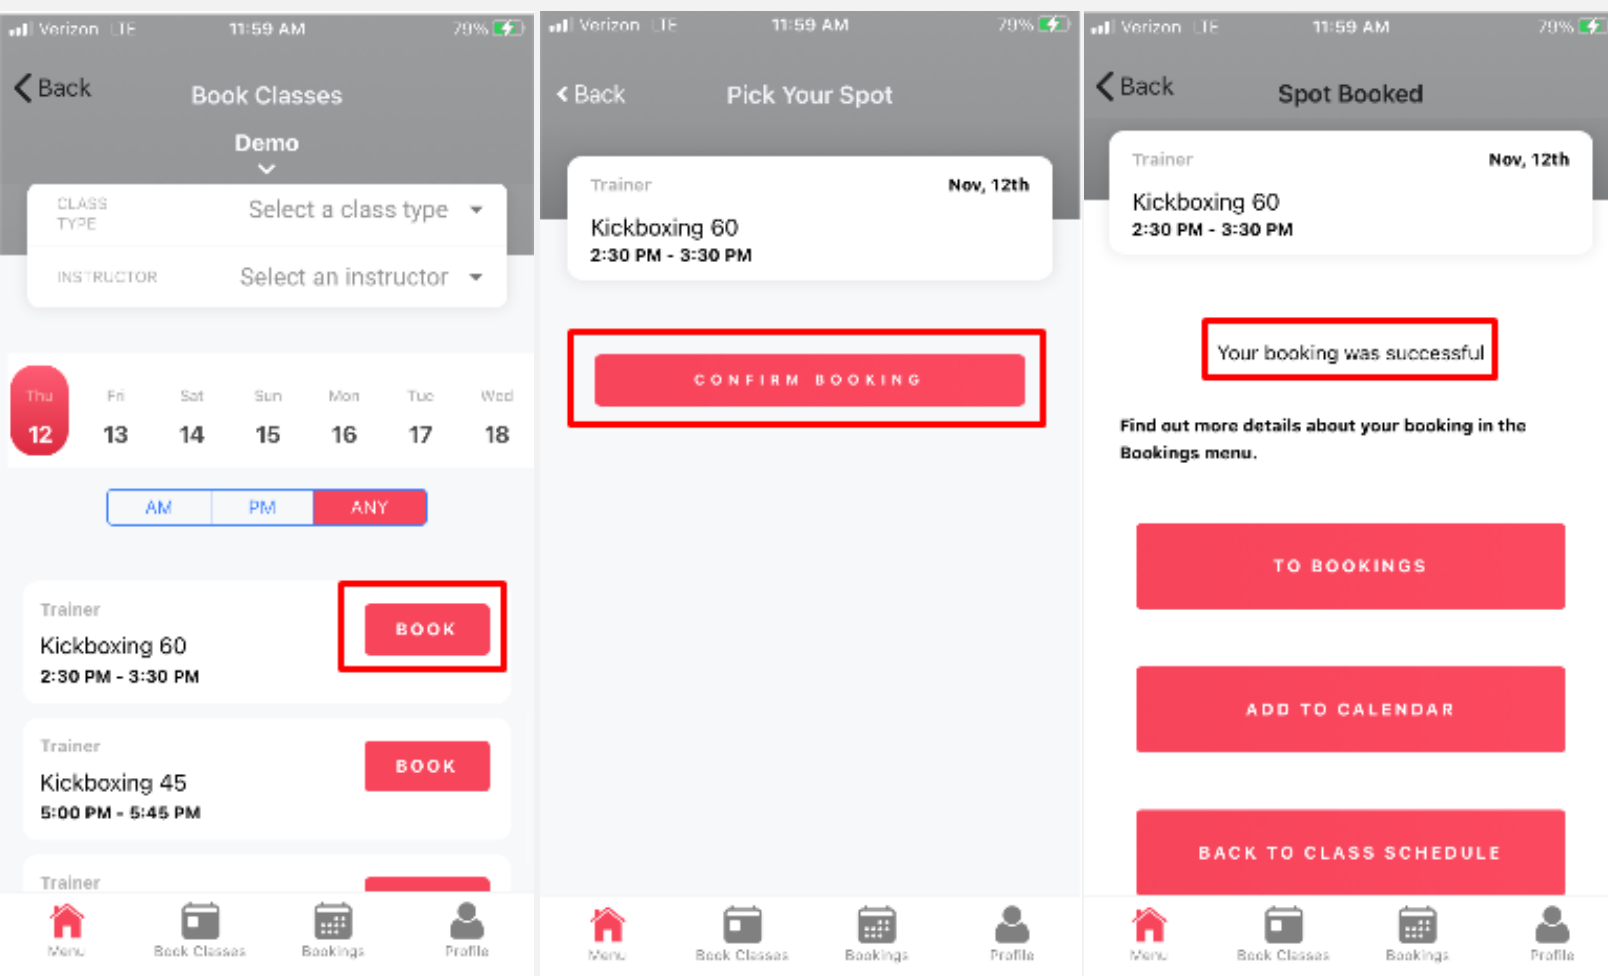 Verizon LTE 11:59 AM 79%
Back
Book Classes
Demo
CLASS TYPE Select a class type
INSTRUCTOR Select an instructor
Thu Fri Sat Sun Mon Tue Wed
12 13 14 15 16 17 18
AM PM ANY
Trainer
Kickboxing 60
2:30 PM - 3:30 PM
BOOK
Trainer
Kickboxing 45
5:00 PM - 5:45 PM
BOOK
Trainer
Menu Book Classes Bookings Profile
Verizon LTE 11:59 AM 79%
Back Pick Your Spot
Trainer Nov, 12th
Kickboxing 60
2:30 PM - 3:30 PM
CONFIRM BOOKING
Menu Book Classes Bookings Profile
Verizon LTE 11:59 AM 79%
Back
Spot Booked
Trainer Nov, 12th
Kickboxing 60
2:30 PM - 3:30 PM
Your booking was successful
Find out more details about your booking in the
Bookings menu.
TO BOOKINGS
ADD TO CALENDAR
BACK TO CLASS SCHEDULE
Menu Book Classes Bookings Profile